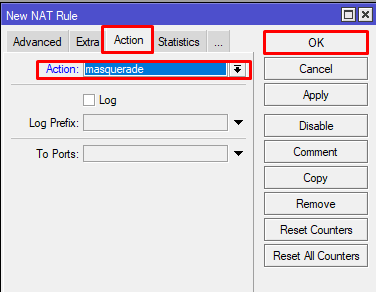 New NAT Rule
Advanced Extra Action Statistics ...
Action: masquerade
Log
Log Prefix:
To Ports:
OK
Cancel
Apply
Disable
Comment
Copy
Remove
Reset Counters
Reset All Counters